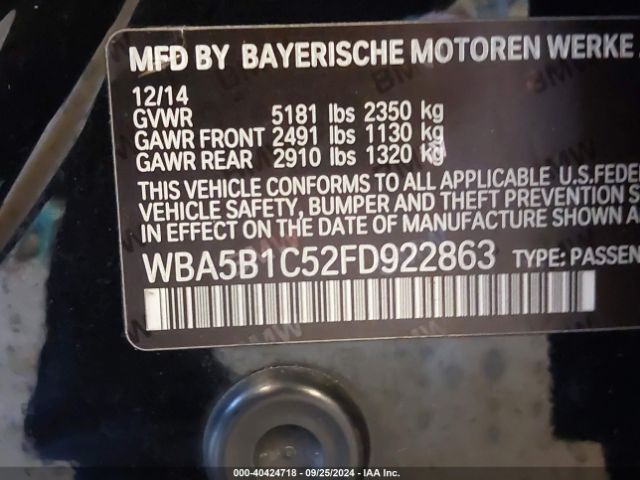 MFD BY BAYERISCHE MOTOREN WERKE
12/14
GVWR 5181 lbs 2350 kg
GAWR FRONT 2491 lbs 1130 kg
GAWR REAR 2910 lbs 1320 kg
THIS VEHICLE CONFORMS TO ALL APPLICABLE U.S.FEDE
VEHICLE SAFETY, BUMPER AND THEFT PREVENTION S
IN EFFECT ON THE DATE OF MANUFACTURE SHOWN A
WBA5B1C52FD922863 TYPE: PASSEN
© - 40424718 - 09/25/2024 - IAA Inc.